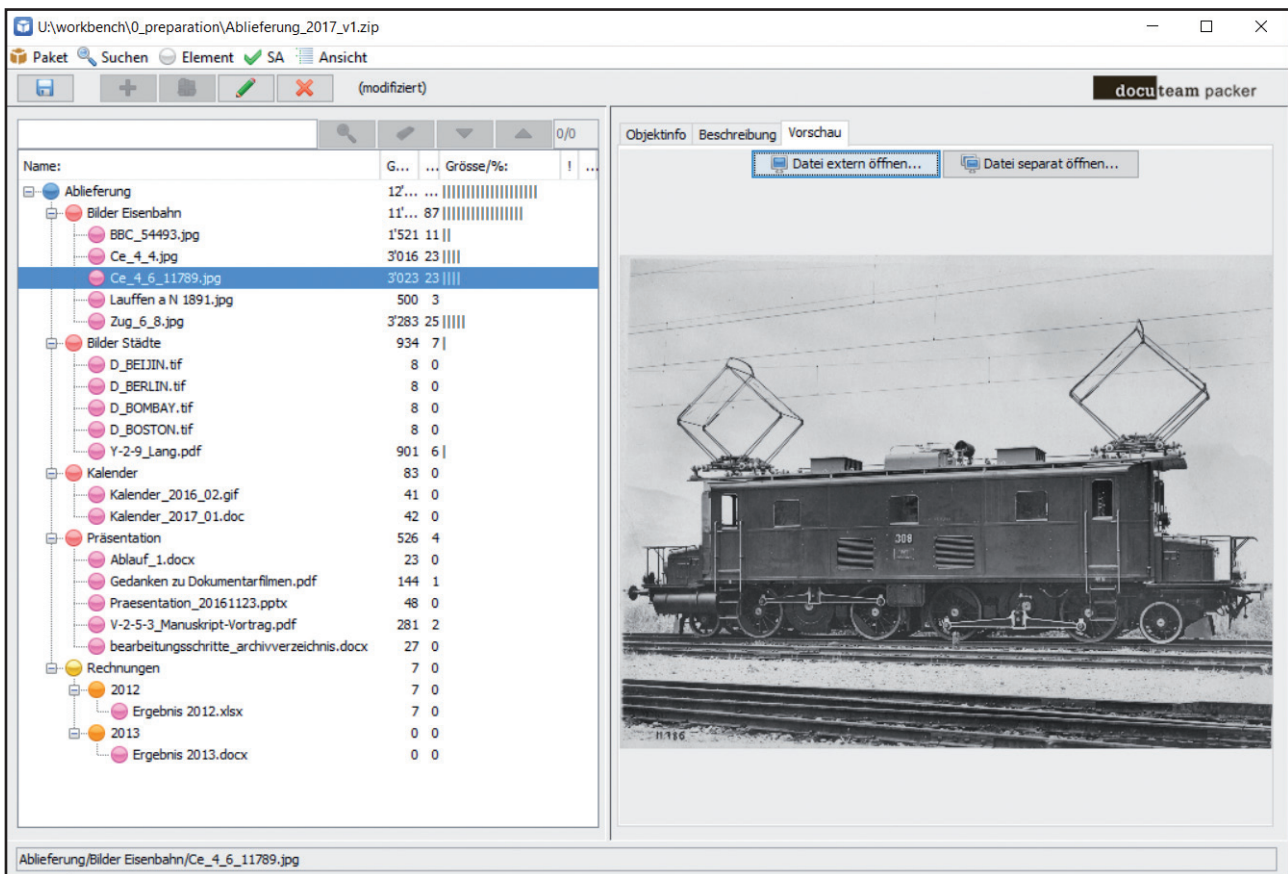 U:\workbench\0_preparation\Ablieferung_2017_v1.zip
Paket Suchen Element SA Ansicht
(modifiziert)
docuteam packer
0/0
Objektinfo Beschreibung Vorschau
Datei extern öffnen... Datei separat öffnen...
Name: G... ... Grösse/%: ! ...
Ablieferung 12'... ... ||||||||||||||||||||
Bilder Eisenbahn 11'... 87 |||||||||||||||||
BBC_54493.jpg 1'521 11 ||
Ce_4_4.jpg 3'016 23 ||||
Ce_4_6_11789.jpg 3'023 23 ||||
Lauffen a N 1891.jpg 500 3
Zug_6_8.jpg 3'283 25 |||||
Bilder Städte 934 7 |
D_BEIJIN.tif 8 0
D_BERLIN.tif 8 0
D_BOMBAY.tif 8 0
D_BOSTON.tif 8 0
Y-2-9_Lang.pdf 901 6 |
Kalender 83 0
Kalender_2016_02.gif 41 0
Kalender_2017_01.doc 42 0
Präsentation 526 4
Ablauf_1.docx 23 0
Gedanken zu Dokumentarfilmen.pdf 144 1
Praesentation_20161123.pptx 48 0
V-2-5-3_Manuskript-Vortrag.pdf 281 2
bearbeitungsschritte_archivverzeichnis.docx 27 0
Rechnungen 7 0
2012 7 0
Ergebnis 2012.xlsx 7 0
2013 0 0
Ergebnis 2013.docx 0 0
308
Ablieferung/Bilder Eisenbahn/Ce_4_6_11789.jpg